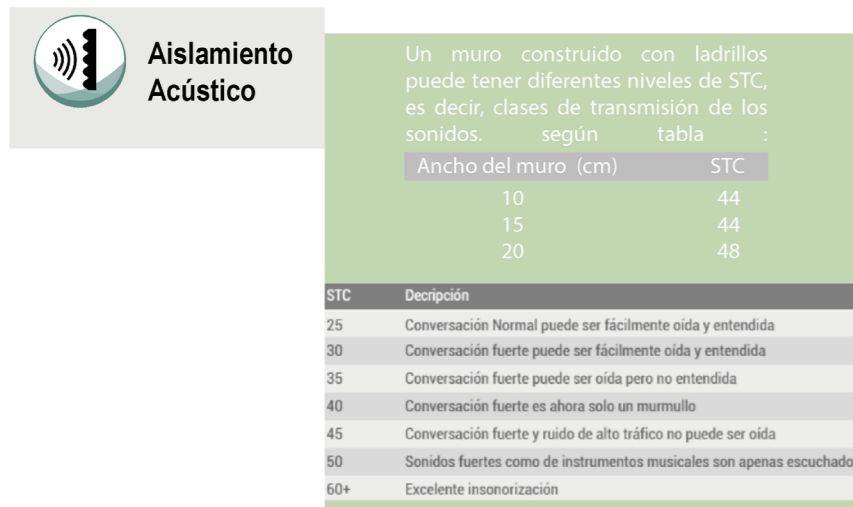 Aislamiento
Acústico
Un muro construido con ladrillos
puede tener diferentes niveles de STC,
es decir, clases de transmisión de los
sonidos. según tabla :
Ancho del muro (cm) STC
10 44
15 44
20 48
STC Decripción
25 Conversación Normal puede ser fácilmente oída y entendida
30 Conversación fuerte puede ser fácilmente oída y entendida
35 Conversación fuerte puede ser oída pero no entendida
40 Conversación fuerte es ahora solo un murmullo
45 Conversación fuerte y ruido de alto tráfico no puede ser oída
50 Sonidos fuertes como de instrumentos musicales son apenas escuchado
60+ Excelente insonorización